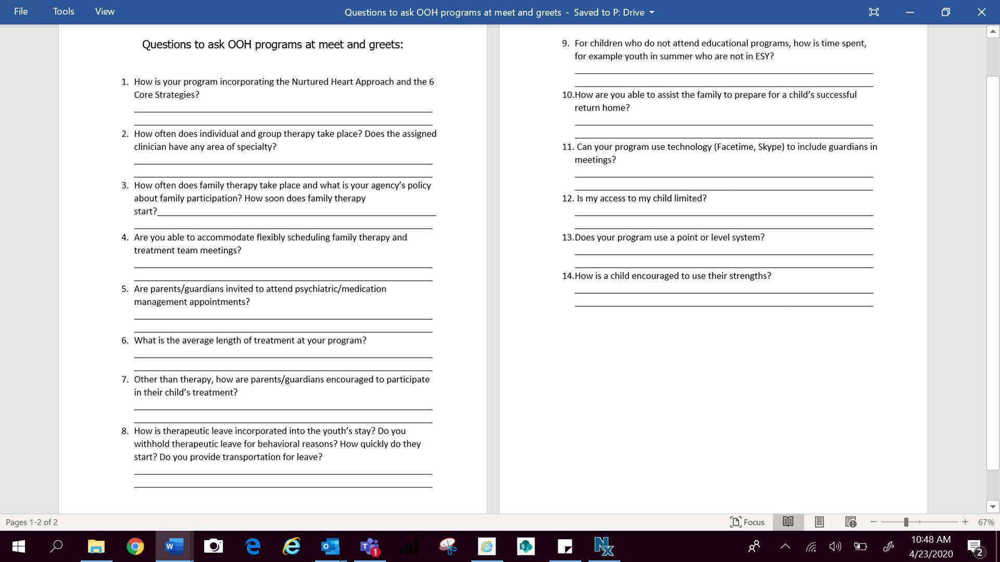 File Tools View Questions to ask OOH programs at meet and greets - Saved to P: Drive
Questions to ask OOH programs at meet and greets:
1. How is your program incorporating the Nurtured Heart Approach and the 6
Core Strategies?
2. How often does individual and group therapy take place? Does the assigned
clinician have any area of specialty?
3. How often does family therapy take place and what is your agency’s policy
about family participation? How soon does family therapy
start?
4. Are you able to accommodate flexibly scheduling family therapy and
treatment team meetings?
5. Are parents/guardians invited to attend psychiatric/medication
management appointments?
6. What is the average length of treatment at your program?
7. Other than therapy, how are parents/guardians encouraged to participate
in their child’s treatment?
8. How is therapeutic leave incorporated into the youth’s stay? Do you
withhold therapeutic leave for behavioral reasons? How quickly do they
start? Do you provide transportation for leave?
9. For children who do not attend educational programs, how is time spent,
for example youth in summer who are not in ESY?
10.How are you able to assist the family to prepare for a child’s successful
return home?
11. Can your program use technology (Facetime, Skype) to include guardians in
meetings?
12. Is my access to my child limited?
13.Does your program use a point or level system?
14.How is a child encouraged to use their strengths?
Pages 1-2 of 2 Focus 67%
10:48 AM
4/23/2020
W
O
T
1
S
NX
2